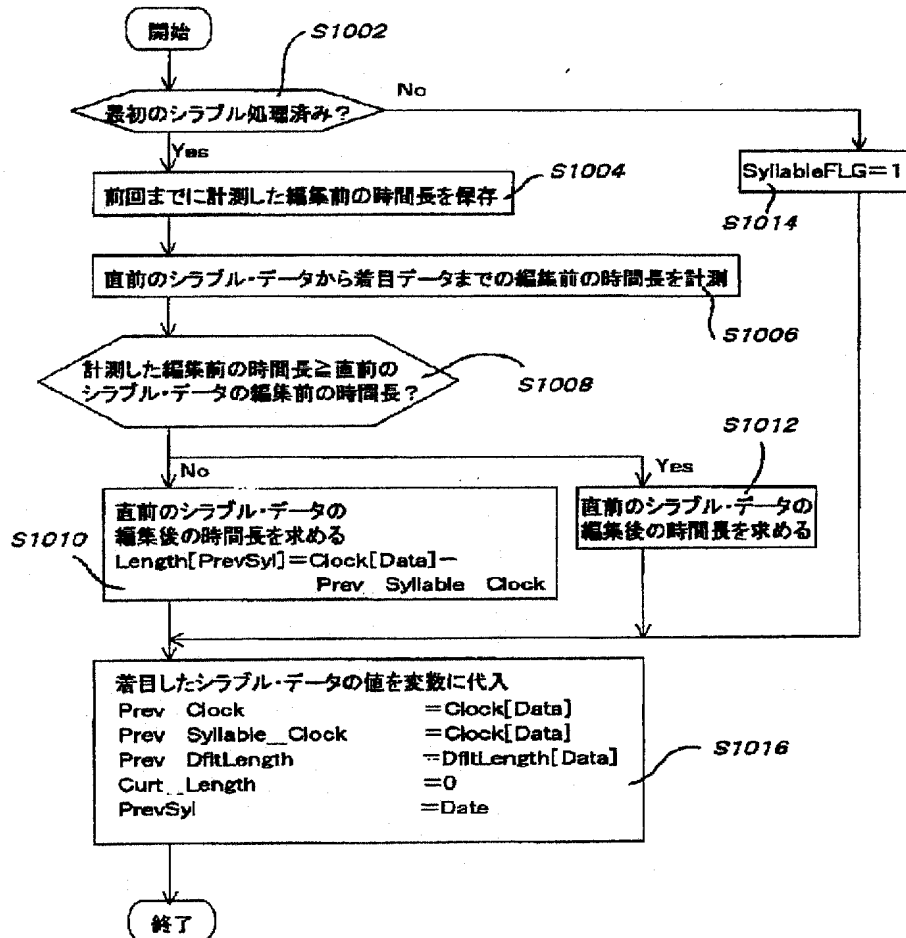 開始
S1002
最初のシラブル処理済み？
No
Yes
前回までに計測した編集前の時間長を保存
S1004
SyllableFLG=1
S1014
直前のシラブル・データから着目データまでの編集前の時間長を計測
S1006
計測した編集前の時間長≧直前の
シラブル・データの編集前の時間長？
S1008
S1012
No
Yes
直前のシラブル・データの
編集後の時間長を求める
Length[PrevSyl]=Clock[Data]−
Prev Syllable Clock
S1010
直前のシラブル・データの
編集後の時間長を求める
着目したシラブル・データの値を変数に代入
Prev Clock =Clock[Data]
Prev Syllable__Clock =Clock[Data]
Prev DfltLength =DfltLength[Data]
Curt__Length =0
PrevSyl =Date
S1016
終了